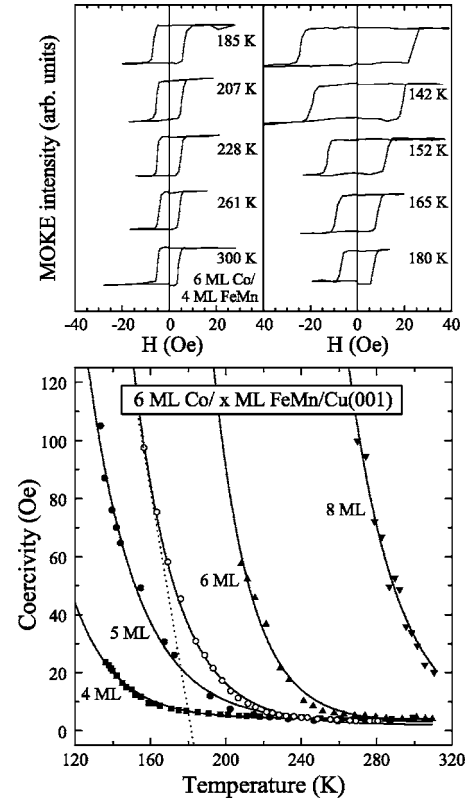 MOKE intensity (arb. units)
185 K
207 K
228 K
261 K
300 K
6 ML Co/
4 ML FeMn
142 K
152 K
165 K
180 K
-40 -20 0 20 40 -20 0 20 40
H (Oe) H (Oe)
6 ML Co/ x ML FeMn/Cu(001)
Coercivity (Oe)
120
100
80
60
40
20
0
8 ML
6 ML
5 ML
4 ML
120 160 200 240 280 320
Temperature (K)